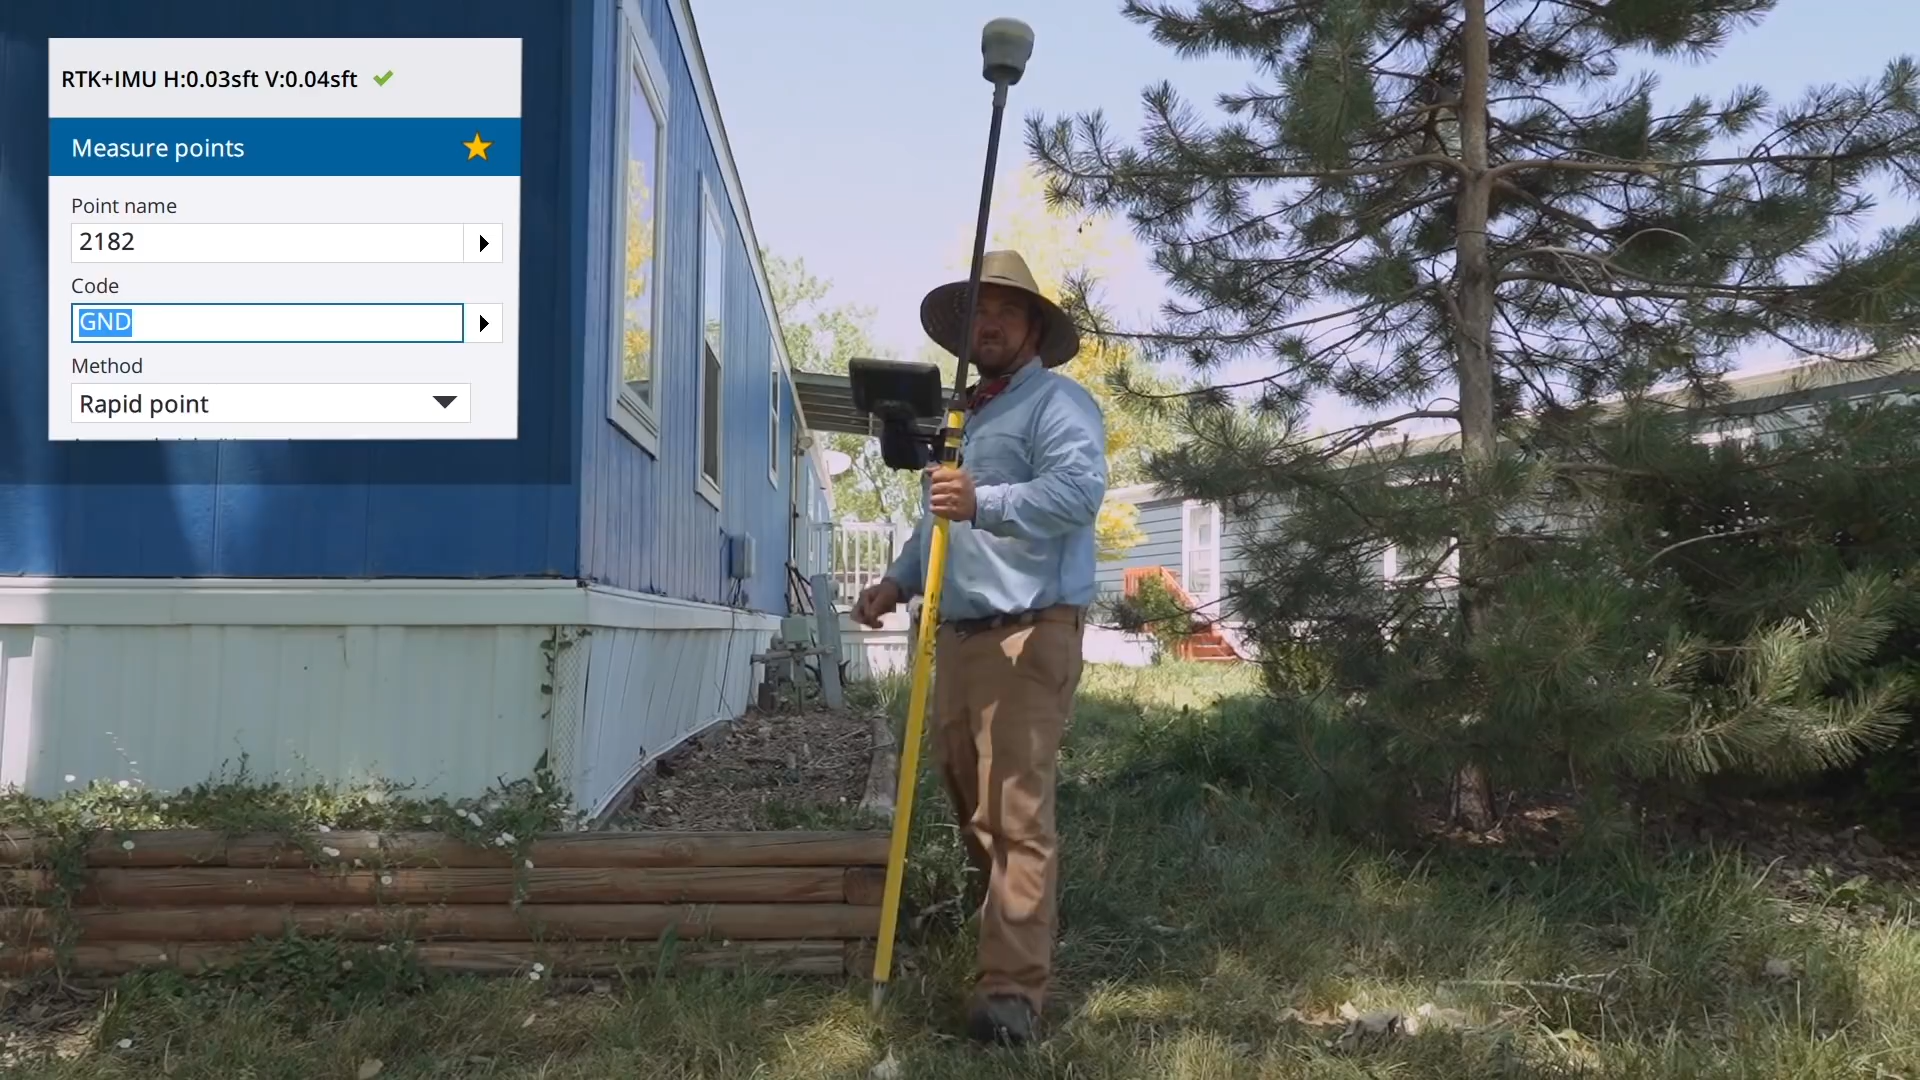 RTK+IMU H:0.03sft V:0.04sft
Measure points
Point name
2182
Code
GND
Method
Rapid point